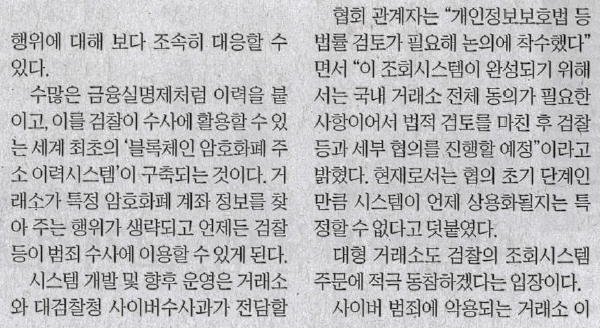 행위에 대해 보다 조속히 대응할 수
있다.
수많은 금융실명제처럼 이력을 붙
이고, 이를 검찰이 수사에 활용할 수 있
는 세계 최초의 ‘블록체인 암호화폐 주
소 이력시스템’이 구축되는 것이다. 거
래소가 특정 암호화폐 계좌 정보를 찾
아 주는 행위가 생략되고 언제든 검찰
등이 범죄 수사에 이용할 수 있게 된다.
시스템 개발 및 향후 운영은 거래소
와 대검찰청 사이버수사과가 전담할
협회 관계자는 “개인정보보호법 등
법률 검토가 필요해 논의에 착수했다”
면서 “이 조회시스템이 완성되기 위해
서는 국내 거래소 전체 동의가 필요한
사항이어서 법적 검토를 마친 후 검찰
등과 세부 협의를 진행할 예정”이라고
밝혔다. 현재로서는 협의 초기 단계인
만큼 시스템이 언제 상용화될지는 특
정할 수 없다고 덧붙였다.
대형 거래소도 검찰의 조회시스템
주문에 적극 동참하겠다는 입장이다.
사이버 범죄에 악용되는 거래소 이